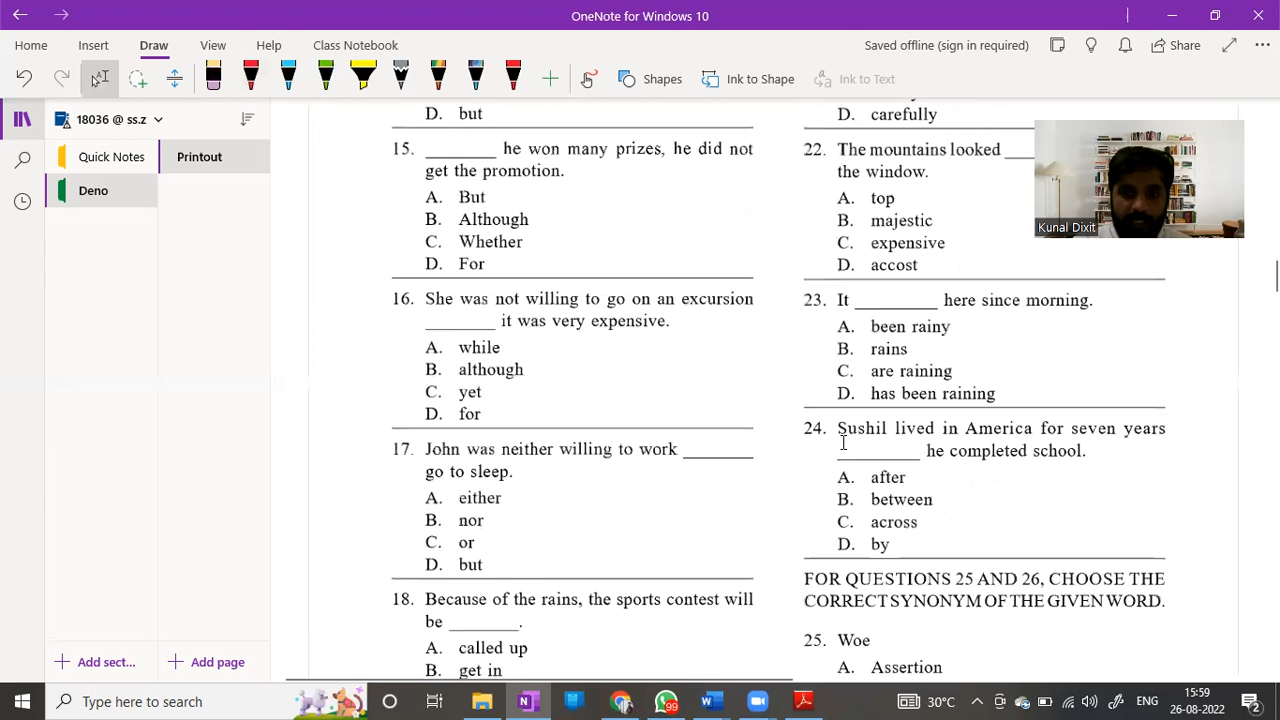 OneNote for Windows 10
Home Insert Draw View Help Class Notebook
Saved offline (sign in required)
Share
Shapes
Ink to Shape
Ink to Text
18036 @ ss.z
Quick Notes
Deno
Printout
D. but
15. ________ he won many prizes, he did not
get the promotion.
A. But
B. Although
C. Whether
D. For
16. She was not willing to go on an excursion
________ it was very expensive.
A. while
B. although
C. yet
D. for
17. John was neither willing to work ________
go to sleep.
A. either
B. nor
C. or
D. but
18. Because of the rains, the sports contest will
be ________.
A. called up
B. get in
D. carefully
22. The mountains looked ___
the window.
A. top
B. majestic
C. expensive
D. accost
23. It _________ here since morning.
A. been rainy
B. rains
C. are raining
D. has been raining
24. Sushil lived in America for seven years
_________ he completed school.
A. after
B. between
C. across
D. by
FOR QUESTIONS 25 AND 26, CHOOSE THE
CORRECT SYNONYM OF THE GIVEN WORD.
25. Woe
A. Assertion
Kunal Dixit
Add sect...
Add page
Type here to search
99
30°C
ENG
15:59
26-08-2022
2